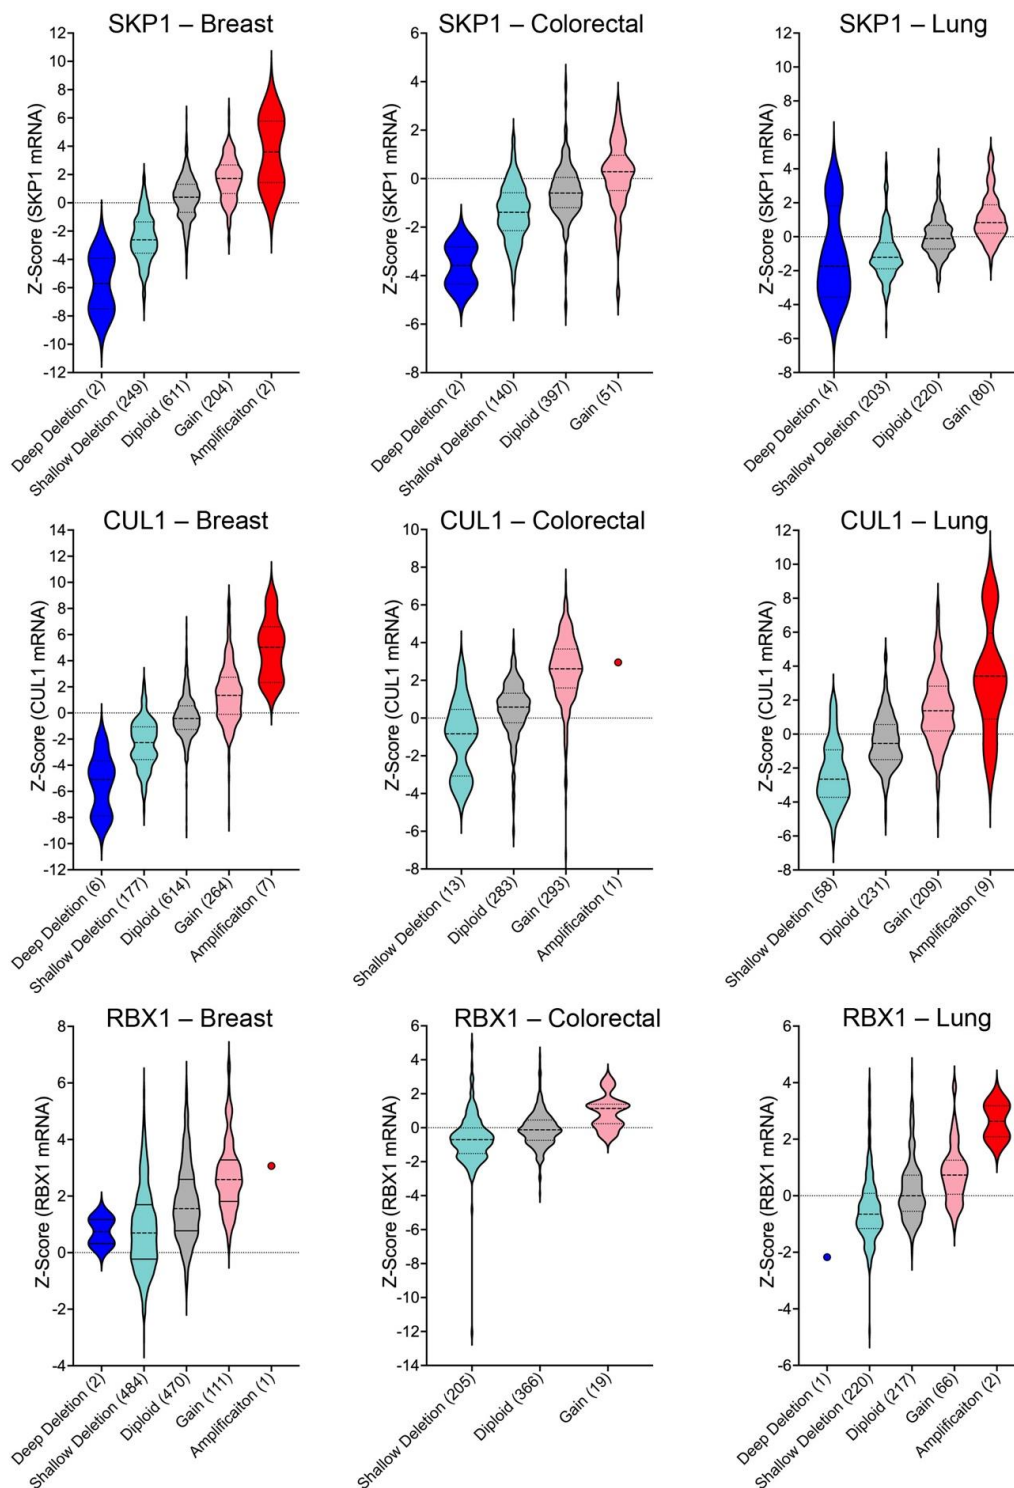 SKP1 – Breast
Z-Score (SKP1 mRNA)
12
10
8
6
4
2
0
-2
-4
-6
-8
-10
-12
Deep Deletion (2)
Shallow Deletion (249)
Diploid (611)
Gain (204)
Amplificaiton (2)
SKP1 – Colorectal
Z-Score (SKP1 mRNA)
6
4
2
0
-2
-4
-6
-8
Deep Deletion (2)
Shallow Deletion (140)
Diploid (397)
Gain (51)
SKP1 – Lung
Z-Score (SKP1 mRNA)
12
10
8
6
4
2
0
-2
-4
-6
-8
Deep Deletion (4)
Shallow Deletion (203)
Diploid (220)
Gain (80)
CUL1 – Breast
Z-Score (CUL1 mRNA)
14
12
10
8
6
4
2
0
-2
-4
-6
-8
-10
-12
Deep Deletion (6)
Shallow Deletion (177)
Diploid (614)
Gain (264)
Amplificaiton (7)
CUL1 – Colorectal
Z-Score (CUL1 mRNA)
10
8
6
4
2
0
-2
-4
-6
-8
Shallow Deletion (13)
Diploid (283)
Gain (293)
Amplificaiton (1)
CUL1 – Lung
Z-Score (CUL1 mRNA)
12
10
8
6
4
2
0
-2
-4
-6
-8
Shallow Deletion (58)
Diploid (231)
Gain (209)
Amplificaiton (9)
RBX1 – Breast
Z-Score (RBX1 mRNA)
8
6
4
2
0
-2
-4
Deep Deletion (2)
Shallow Deletion (484)
Diploid (470)
Gain (111)
Amplificaiton (1)
RBX1 – Colorectal
Z-Score (RBX1 mRNA)
6
4
2
0
-2
-4
-6
-8
-10
-12
-14
Shallow Deletion (205)
Diploid (366)
Gain (19)
RBX1 – Lung
Z-Score (RBX1 mRNA)
6
4
2
0
-2
-4
-6
Deep Deletion (1)
Shallow Deletion (220)
Diploid (217)
Gain (66)
Amplificaiton (2)